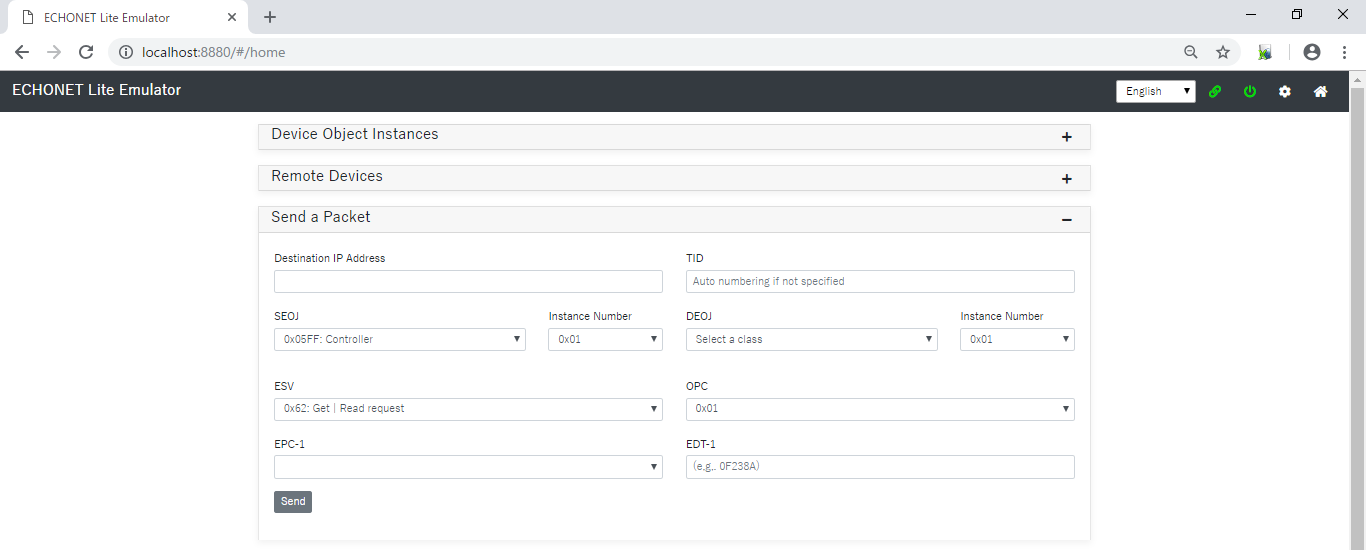 ECHONET Lite Emulator
localhost:8880/#/home
ECHONET Lite Emulator English
Device Object Instances
Remote Devices
Send a Packet
Destination IP Address TID
Auto numbering if not specified
SEOJ Instance Number DEOJ Instance Number
0x05FF: Controller 0x01 Select a class 0x01
ESV OPC
0x62: Get | Read request 0x01
EPC-1 EDT-1
(e.g., 0F238A)
Send